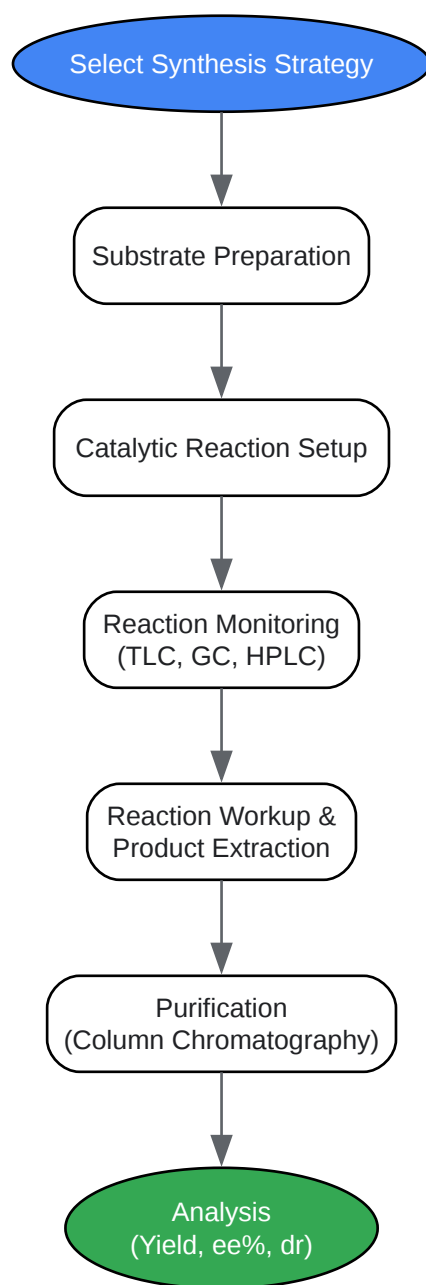 Select Synthesis Strategy
Substrate Preparation
Catalytic Reaction Setup
Reaction Monitoring
(TLC, GC, HPLC)
Reaction Workup &
Product Extraction
Purification
(Column Chromatography)
Analysis
(Yield, ee%, dr)